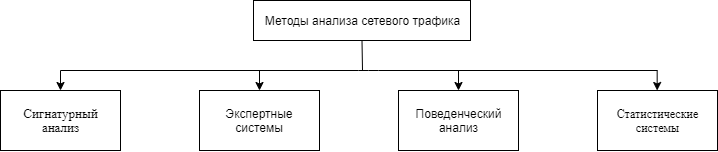 Методы анализа сетевого трафика
Сигнатурный
анализ
Экспертные
системы
Поведенческий
анализ
Статистические
системы